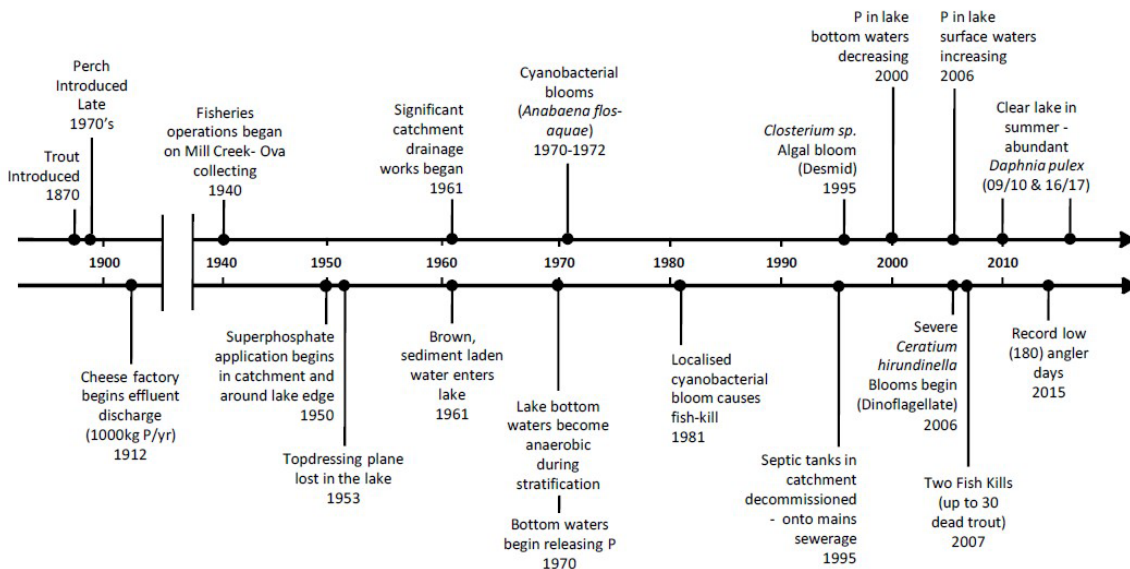 Perch
Introduced
Late
1970's
Trout
Introduced
1870
Fisheries
operations began
on Mill Creek- Ova
collecting
1940
Significant
catchment
drainage
works began
1961
Cyanobacterial
blooms
(Anabaena flos-
aquae)
1970-1972
Closterium sp.
Algal bloom
(Desmid)
1995
P in lake
bottom waters
decreasing
2000
P in lake
surface waters
increasing
2006
Clear lake in
summer -
abundant
Daphnia pulex
(09/10 & 16/17)
1900
1940
1950
1960
1970
1980
1990
2000
2010
Cheese factory
begins effluent
discharge
(1000kg P/yr)
1912
Superphosphate
application begins
in catchment and
around lake edge
1950
Topdressing plane
lost in the lake
1953
Brown,
sediment laden
water enters
lake
1961
Lake bottom
waters become
anaerobic
during
stratification
Bottom waters
begin releasing P
1970
Localised
cyanobacterial
bloom causes
fish-kill
1981
Septic tanks in
catchment
decommissioned
- onto mains
sewerage
1995
Severe
Ceratium
hirundinella
Blooms begin
(Dinoflagellate)
2006
Two Fish Kills
(up to 30
dead trout)
2007
Record low
(180) angler
days
2015